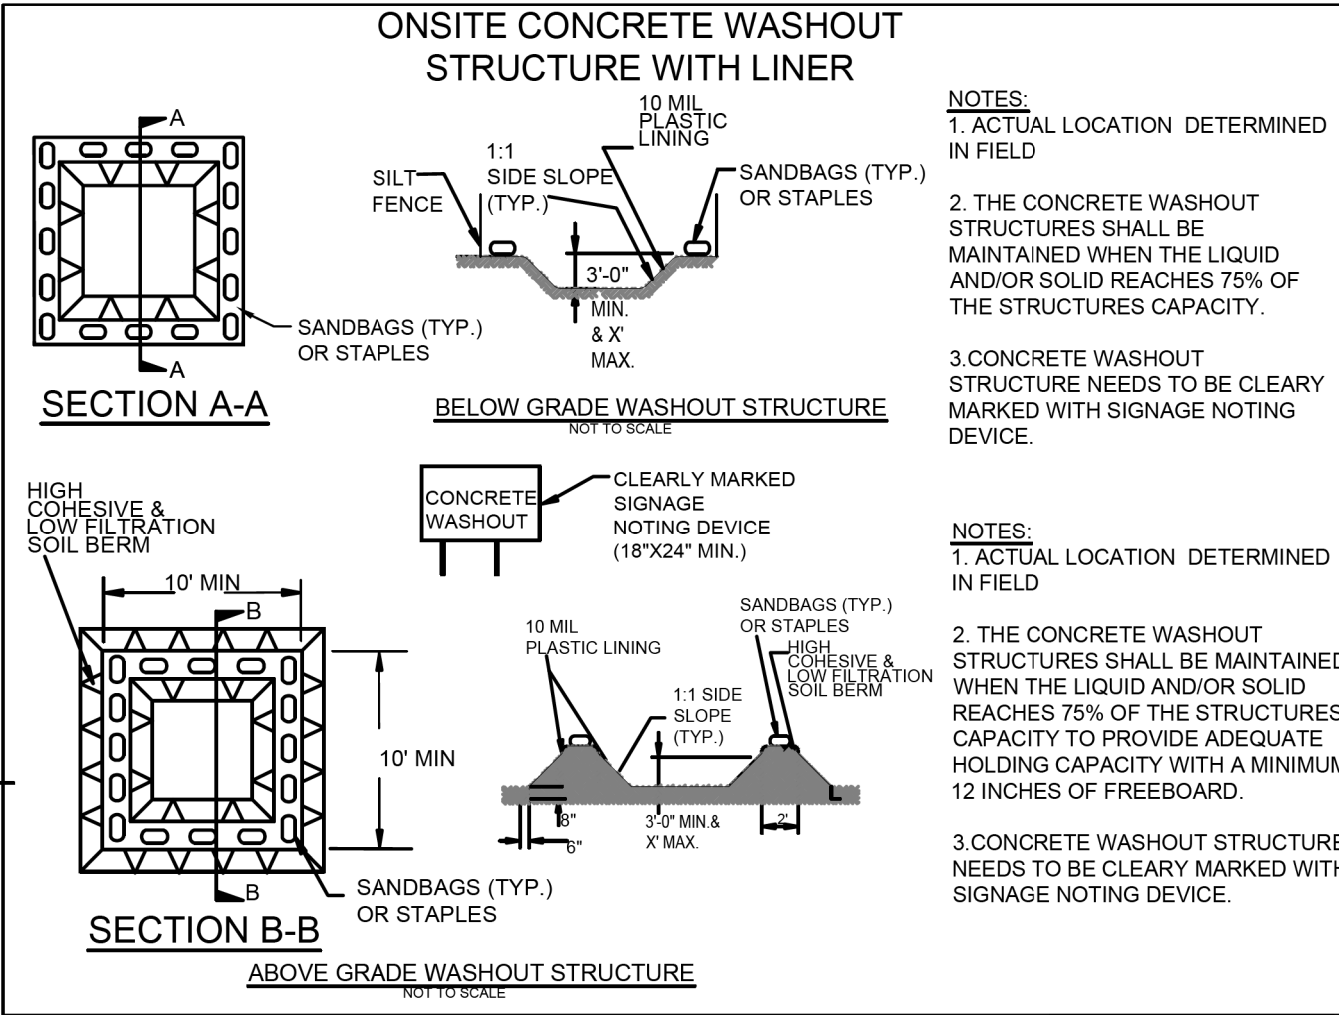 ONSITE CONCRETE WASHOUT
STRUCTURE WITH LINER
A
A
SANDBAGS (TYP.)
OR STAPLES
SECTION A-A
SILT
FENCE
1:1
SIDE SLOPE
(TYP.)
10 MIL
PLASTIC
LINING
SANDBAGS (TYP.)
OR STAPLES
3'-0"
MIN.
& X'
MAX.
BELOW GRADE WASHOUT STRUCTURE
NOT TO SCALE
NOTES:
1. ACTUAL LOCATION DETERMINED
IN FIELD
2. THE CONCRETE WASHOUT
STRUCTURES SHALL BE
MAINTAINED WHEN THE LIQUID
AND/OR SOLID REACHES 75% OF
THE STRUCTURES CAPACITY.
3.CONCRETE WASHOUT
STRUCTURE NEEDS TO BE CLEARY
MARKED WITH SIGNAGE NOTING
DEVICE.
CONCRETE
WASHOUT
CLEARLY MARKED
SIGNAGE
NOTING DEVICE
(18"X24" MIN.)
HIGH
COHESIVE &
LOW FILTRATION
SOIL BERM
10' MIN
B
10' MIN
B
SANDBAGS (TYP.)
OR STAPLES
SECTION B-B
10 MIL
PLASTIC LINING
1:1 SIDE
SLOPE
(TYP.)
SANDBAGS (TYP.)
OR STAPLES
HIGH
COHESIVE &
LOW FILTRATION
SOIL BERM
8"
6"
3'-0" MIN.&
X' MAX.
2'
ABOVE GRADE WASHOUT STRUCTURE
NOT TO SCALE
NOTES:
1. ACTUAL LOCATION DETERMINED
IN FIELD
2. THE CONCRETE WASHOUT
STRUCTURES SHALL BE MAINTAINED
WHEN THE LIQUID AND/OR SOLID
REACHES 75% OF THE STRUCTURES
CAPACITY TO PROVIDE ADEQUATE
HOLDING CAPACITY WITH A MINIMUM
12 INCHES OF FREEBOARD.
3.CONCRETE WASHOUT STRUCTURE
NEEDS TO BE CLEARY MARKED WITH
SIGNAGE NOTING DEVICE.